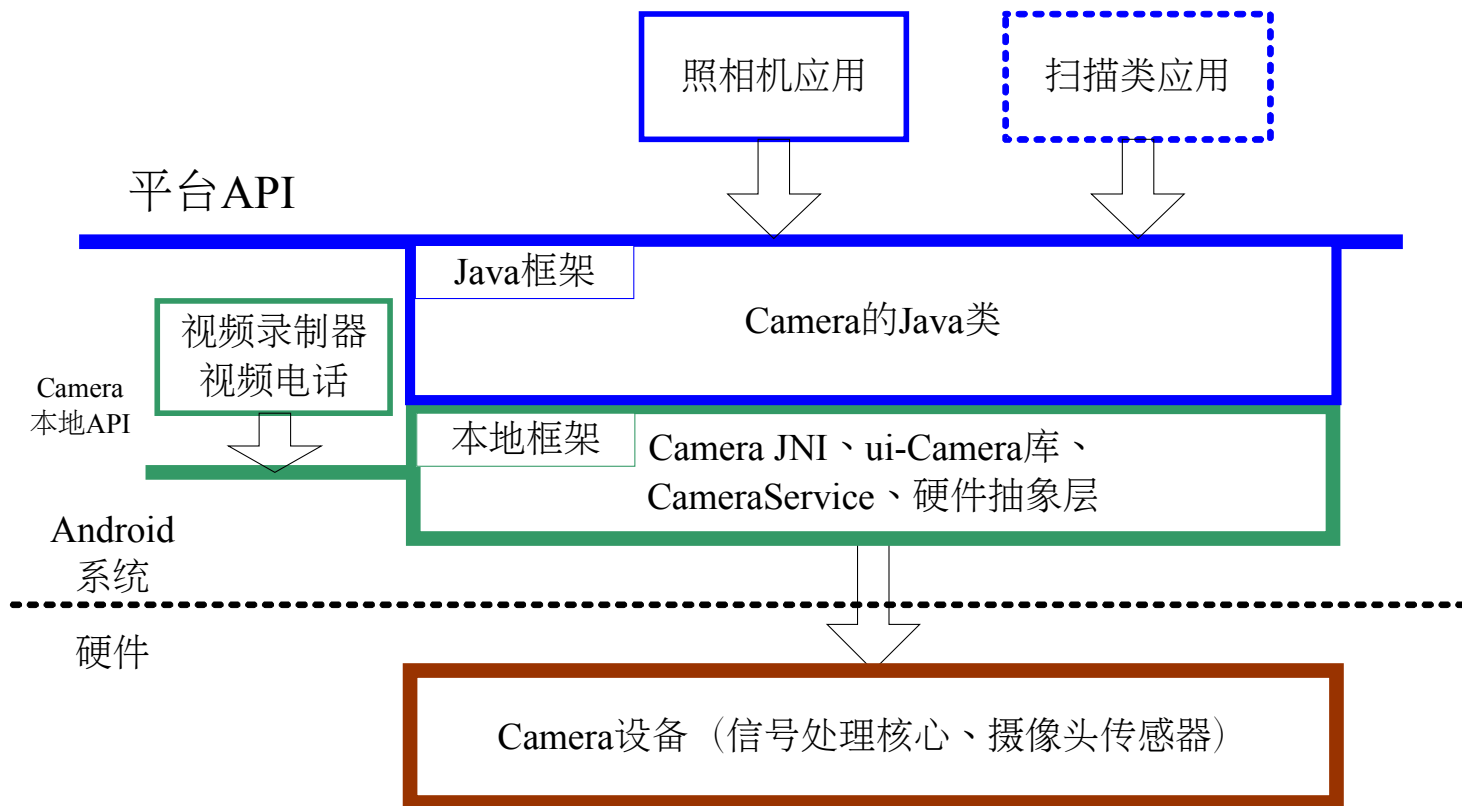 照相机应用
扫描类应用
平台API
Java框架
Camera的Java类
视频录制器
视频电话
Camera
本地API
本地框架
Camera JNI、ui-Camera库、
CameraService、硬件抽象层
Android
系统
硬件
Camera设备（信号处理核心、摄像头传感器）